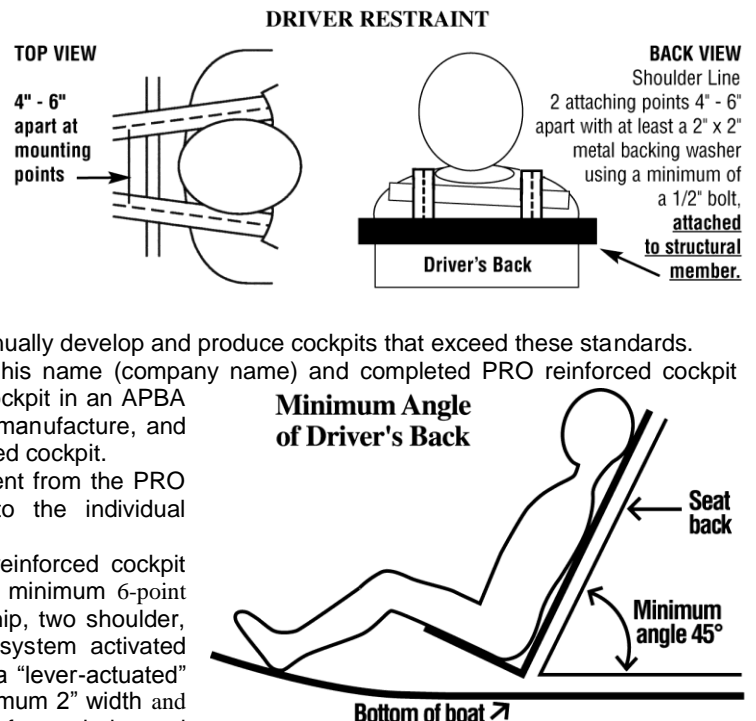 DRIVER RESTRAINT
TOP VIEW
4" - 6"
apart at
mounting
points
BACK VIEW
Shoulder Line
2 attaching points 4" - 6"
apart with at least a 2" x 2"
metal backing washer
using a minimum of
a 1/2" bolt,
attached
to structural
member.
Driver's Back
nually develop and produce cockpits that exceed these standards.
his name (company name) and completed PRO reinforced cockpit
ockpit in an APBA
manufacture, and
ed cockpit.
ent from the PRO
to the individual
reinforced cockpit
minimum 6-point
hip, two shoulder,
system activated
a “lever-actuated”
mum 2” width and
Minimum Angle
of Driver's Back
Seat
back
Minimum
angle 45°
Bottom of boat